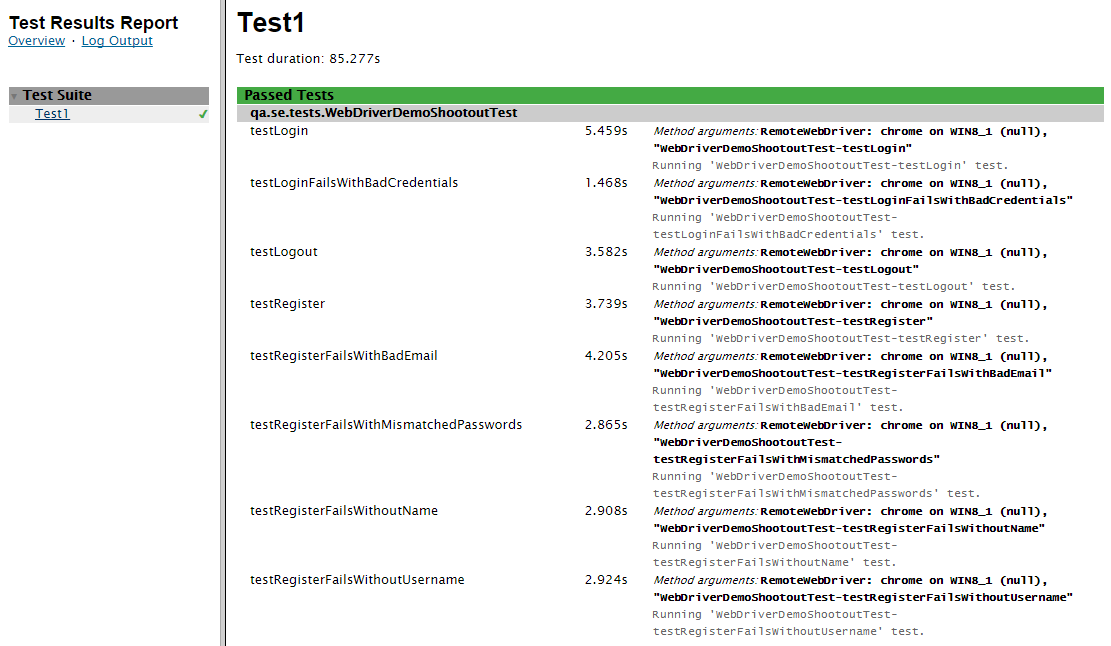 Test Results Report
Overview · Log Output
Test Suite
Test1
Test1
Test duration: 85.277s
Passed Tests
qa.se.tests.WebDriverDemoShootoutTest
testLogin 5.459s Method arguments: RemoteWebDriver: chrome on WIN8_1 (null),
"WebDriverDemoShootoutTest-testLogin"
Running 'WebDriverDemoShootoutTest-testLogin' test.
testLoginFailsWithBadCredentials 1.468s Method arguments: RemoteWebDriver: chrome on WIN8_1 (null),
"WebDriverDemoShootoutTest-testLoginFailsWithBadCredentials"
Running 'WebDriverDemoShootoutTest-
testLoginFailsWithBadCredentials' test.
testLogout 3.582s Method arguments: RemoteWebDriver: chrome on WIN8_1 (null),
"WebDriverDemoShootoutTest-testLogout"
Running 'WebDriverDemoShootoutTest-testLogout' test.
testRegister 3.739s Method arguments: RemoteWebDriver: chrome on WIN8_1 (null),
"WebDriverDemoShootoutTest-testRegister"
Running 'WebDriverDemoShootoutTest-testRegister' test.
testRegisterFailsWithBadEmail 4.205s Method arguments: RemoteWebDriver: chrome on WIN8_1 (null),
"WebDriverDemoShootoutTest-testRegisterFailsWithBadEmail"
Running 'WebDriverDemoShootoutTest-
testRegisterFailsWithBadEmail' test.
testRegisterFailsWithMismatchedPasswords 2.865s Method arguments: RemoteWebDriver: chrome on WIN8_1 (null),
"WebDriverDemoShootoutTest-
testRegisterFailsWithMismatchedPasswords"
Running 'WebDriverDemoShootoutTest-
testRegisterFailsWithMismatchedPasswords' test.
testRegisterFailsWithoutName 2.908s Method arguments: RemoteWebDriver: chrome on WIN8_1 (null),
"WebDriverDemoShootoutTest-testRegisterFailsWithoutName"
Running 'WebDriverDemoShootoutTest-
testRegisterFailsWithoutName' test.
testRegisterFailsWithoutUsername 2.924s Method arguments: RemoteWebDriver: chrome on WIN8_1 (null),
"WebDriverDemoShootoutTest-testRegisterFailsWithoutUsername"
Running 'WebDriverDemoShootoutTest-
testRegisterFailsWithoutUsername' test.